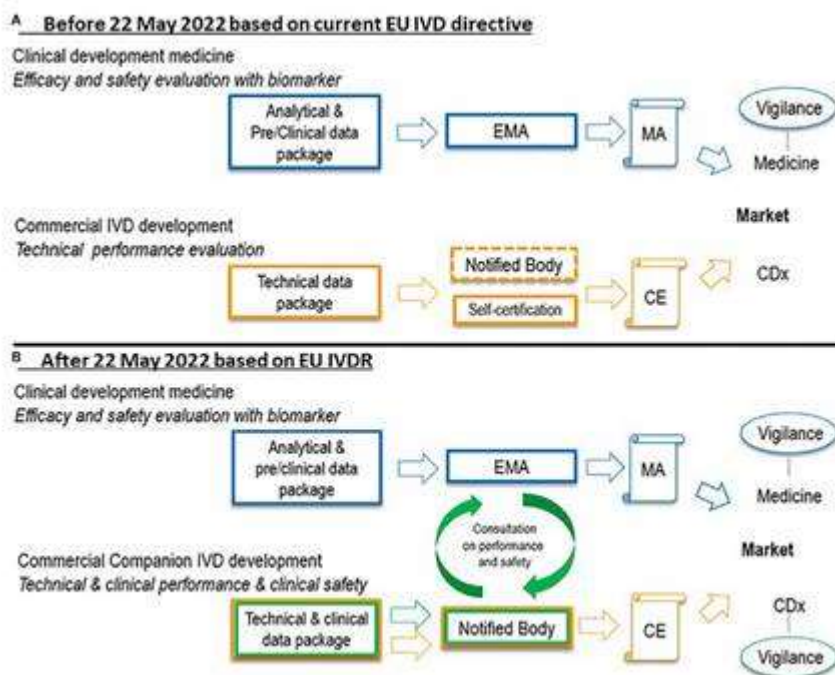 A Before 22 May 2022 based on current EU IVD directive
Clinical development medicine
Efficacy and safety evaluation with biomarker
Analytical &
Pre/Clinical data
package
EMA
MA
Vigilance
Medicine
Market
Commercial IVD development
Technical performance evaluation
Technical data
package
Notified Body
Self-certification
CE
CDx
B After 22 May 2022 based on EU IVDR
Clinical development medicine
Efficacy and safety evaluation with biomarker
Analytical &
pre/clinical data
package
EMA
MA
Vigilance
Medicine
Consultation
on performance
and safety
Market
Commercial Companion IVD development
Technical & clinical performance & clinical safety
Technical & clinical
data package
Notified Body
CE
CDx
Vigilance